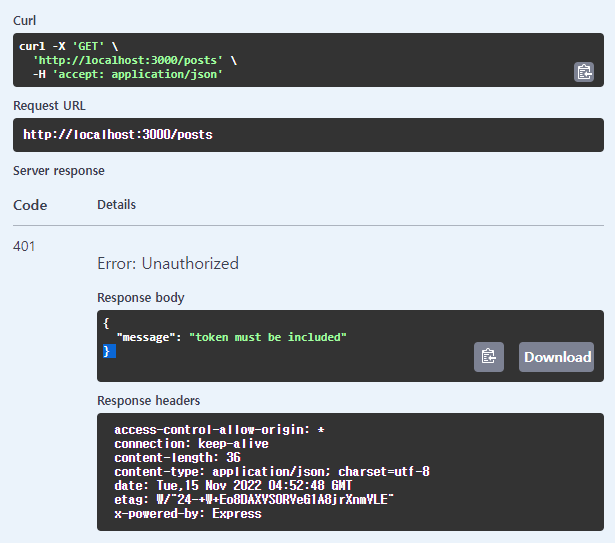 Curl
curl -X 'GET' \
'http://localhost:3000/posts' \
-H 'accept: application/json'
Request URL
http://localhost:3000/posts
Server response
Code Details
401
Error: Unauthorized
Response body
{
"message": "token must be included"
}
Download
Response headers
access-control-allow-origin: *
connection: keep-alive
content-length: 36
content-type: application/json; charset=utf-8
date: Tue,15 Nov 2022 04:52:48 GMT
etag: W/"24-+W+Eo8DAXYSORYeG1A8jrXnmYLE"
x-powered-by: Express